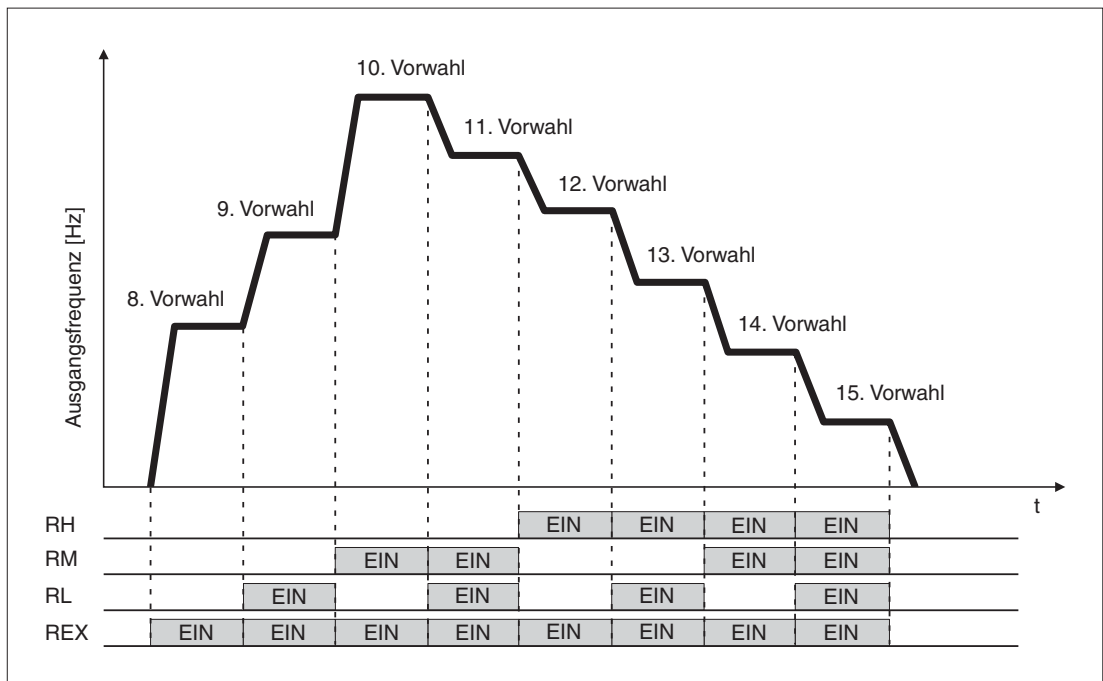 10. Vorwahl
11. Vorwahl
12. Vorwahl
9. Vorwahl
13. Vorwahl
8. Vorwahl
14. Vorwahl
15. Vorwahl
Ausgangsfrequenz [Hz]
t
RH EIN EIN EIN EIN
RM EIN EIN EIN EIN
RL EIN EIN EIN EIN
REX EIN EIN EIN EIN EIN EIN EIN EIN